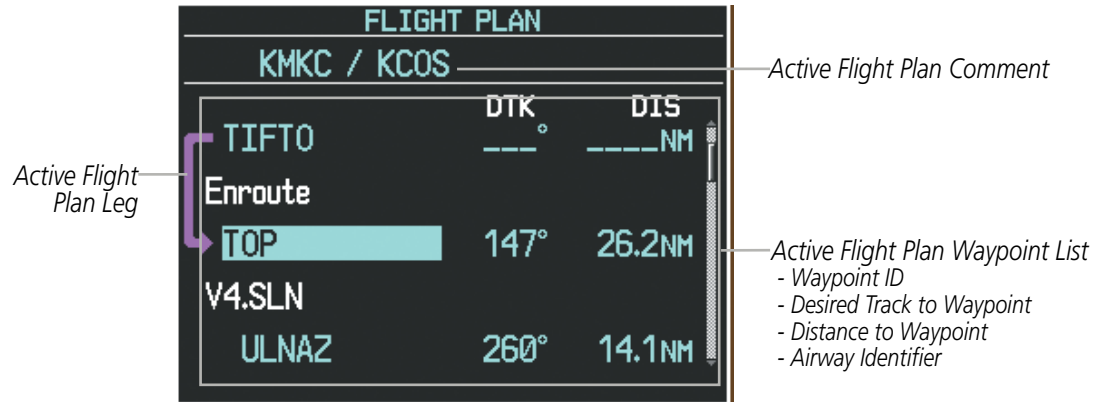 FLIGHT PLAN
KMKC / KCOS
Active Flight Plan Comment
DTK DIS
TIFTO ___° ____NM
Active Flight
Plan Leg
Enroute
TOP 147° 26.2NM
Active Flight Plan Waypoint List
- Waypoint ID
- Desired Track to Waypoint
- Distance to Waypoint
- Airway Identifier
V4.SLN
ULNAZ 260° 14.1NM